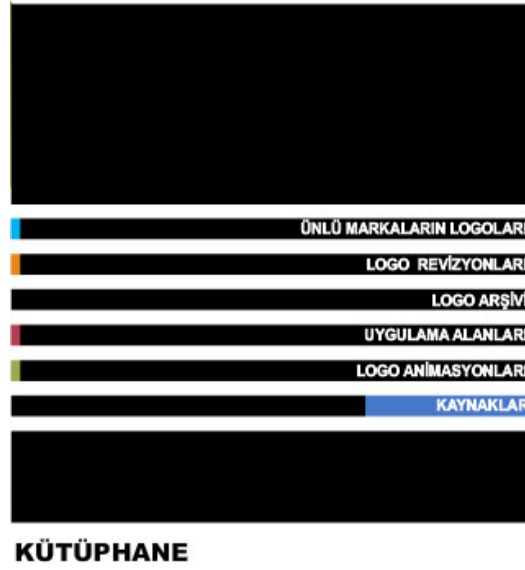 ÜNLÜ MARKALARIN LOGOLARI
LOGO REVİZYONLARI
LOGO ARŞİVİ
UYGULAMA ALANLARI
LOGO ANİMASYONLARI
KAYNAKLAR
KÜTÜPHANE